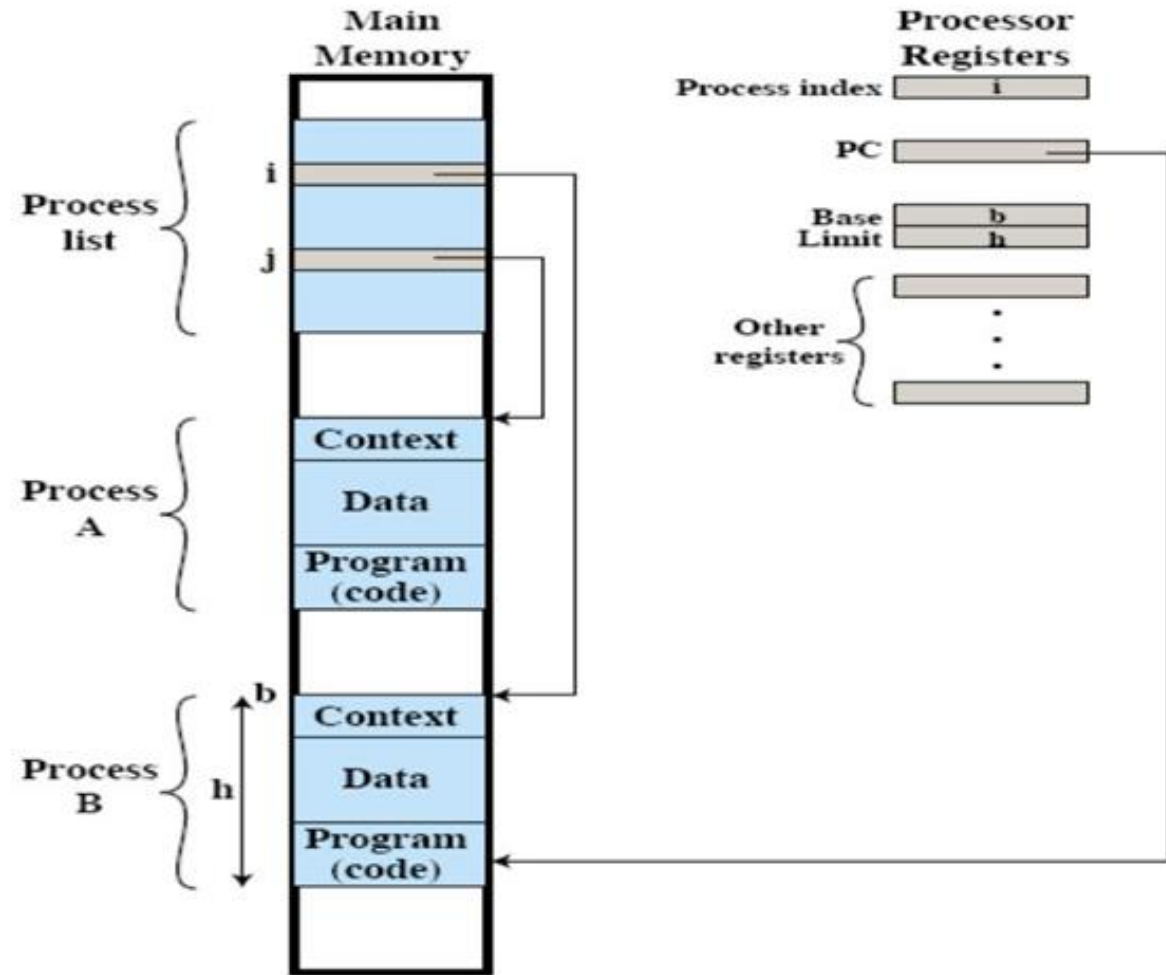 Main
Memory
Processor
Registers
Process index
i
PC
Base
b
Limit
h
Other
registers
Process
list
i
j
Process
A
Context
Data
Program
(code)
Process
B
b
h
Context
Data
Program
(code)